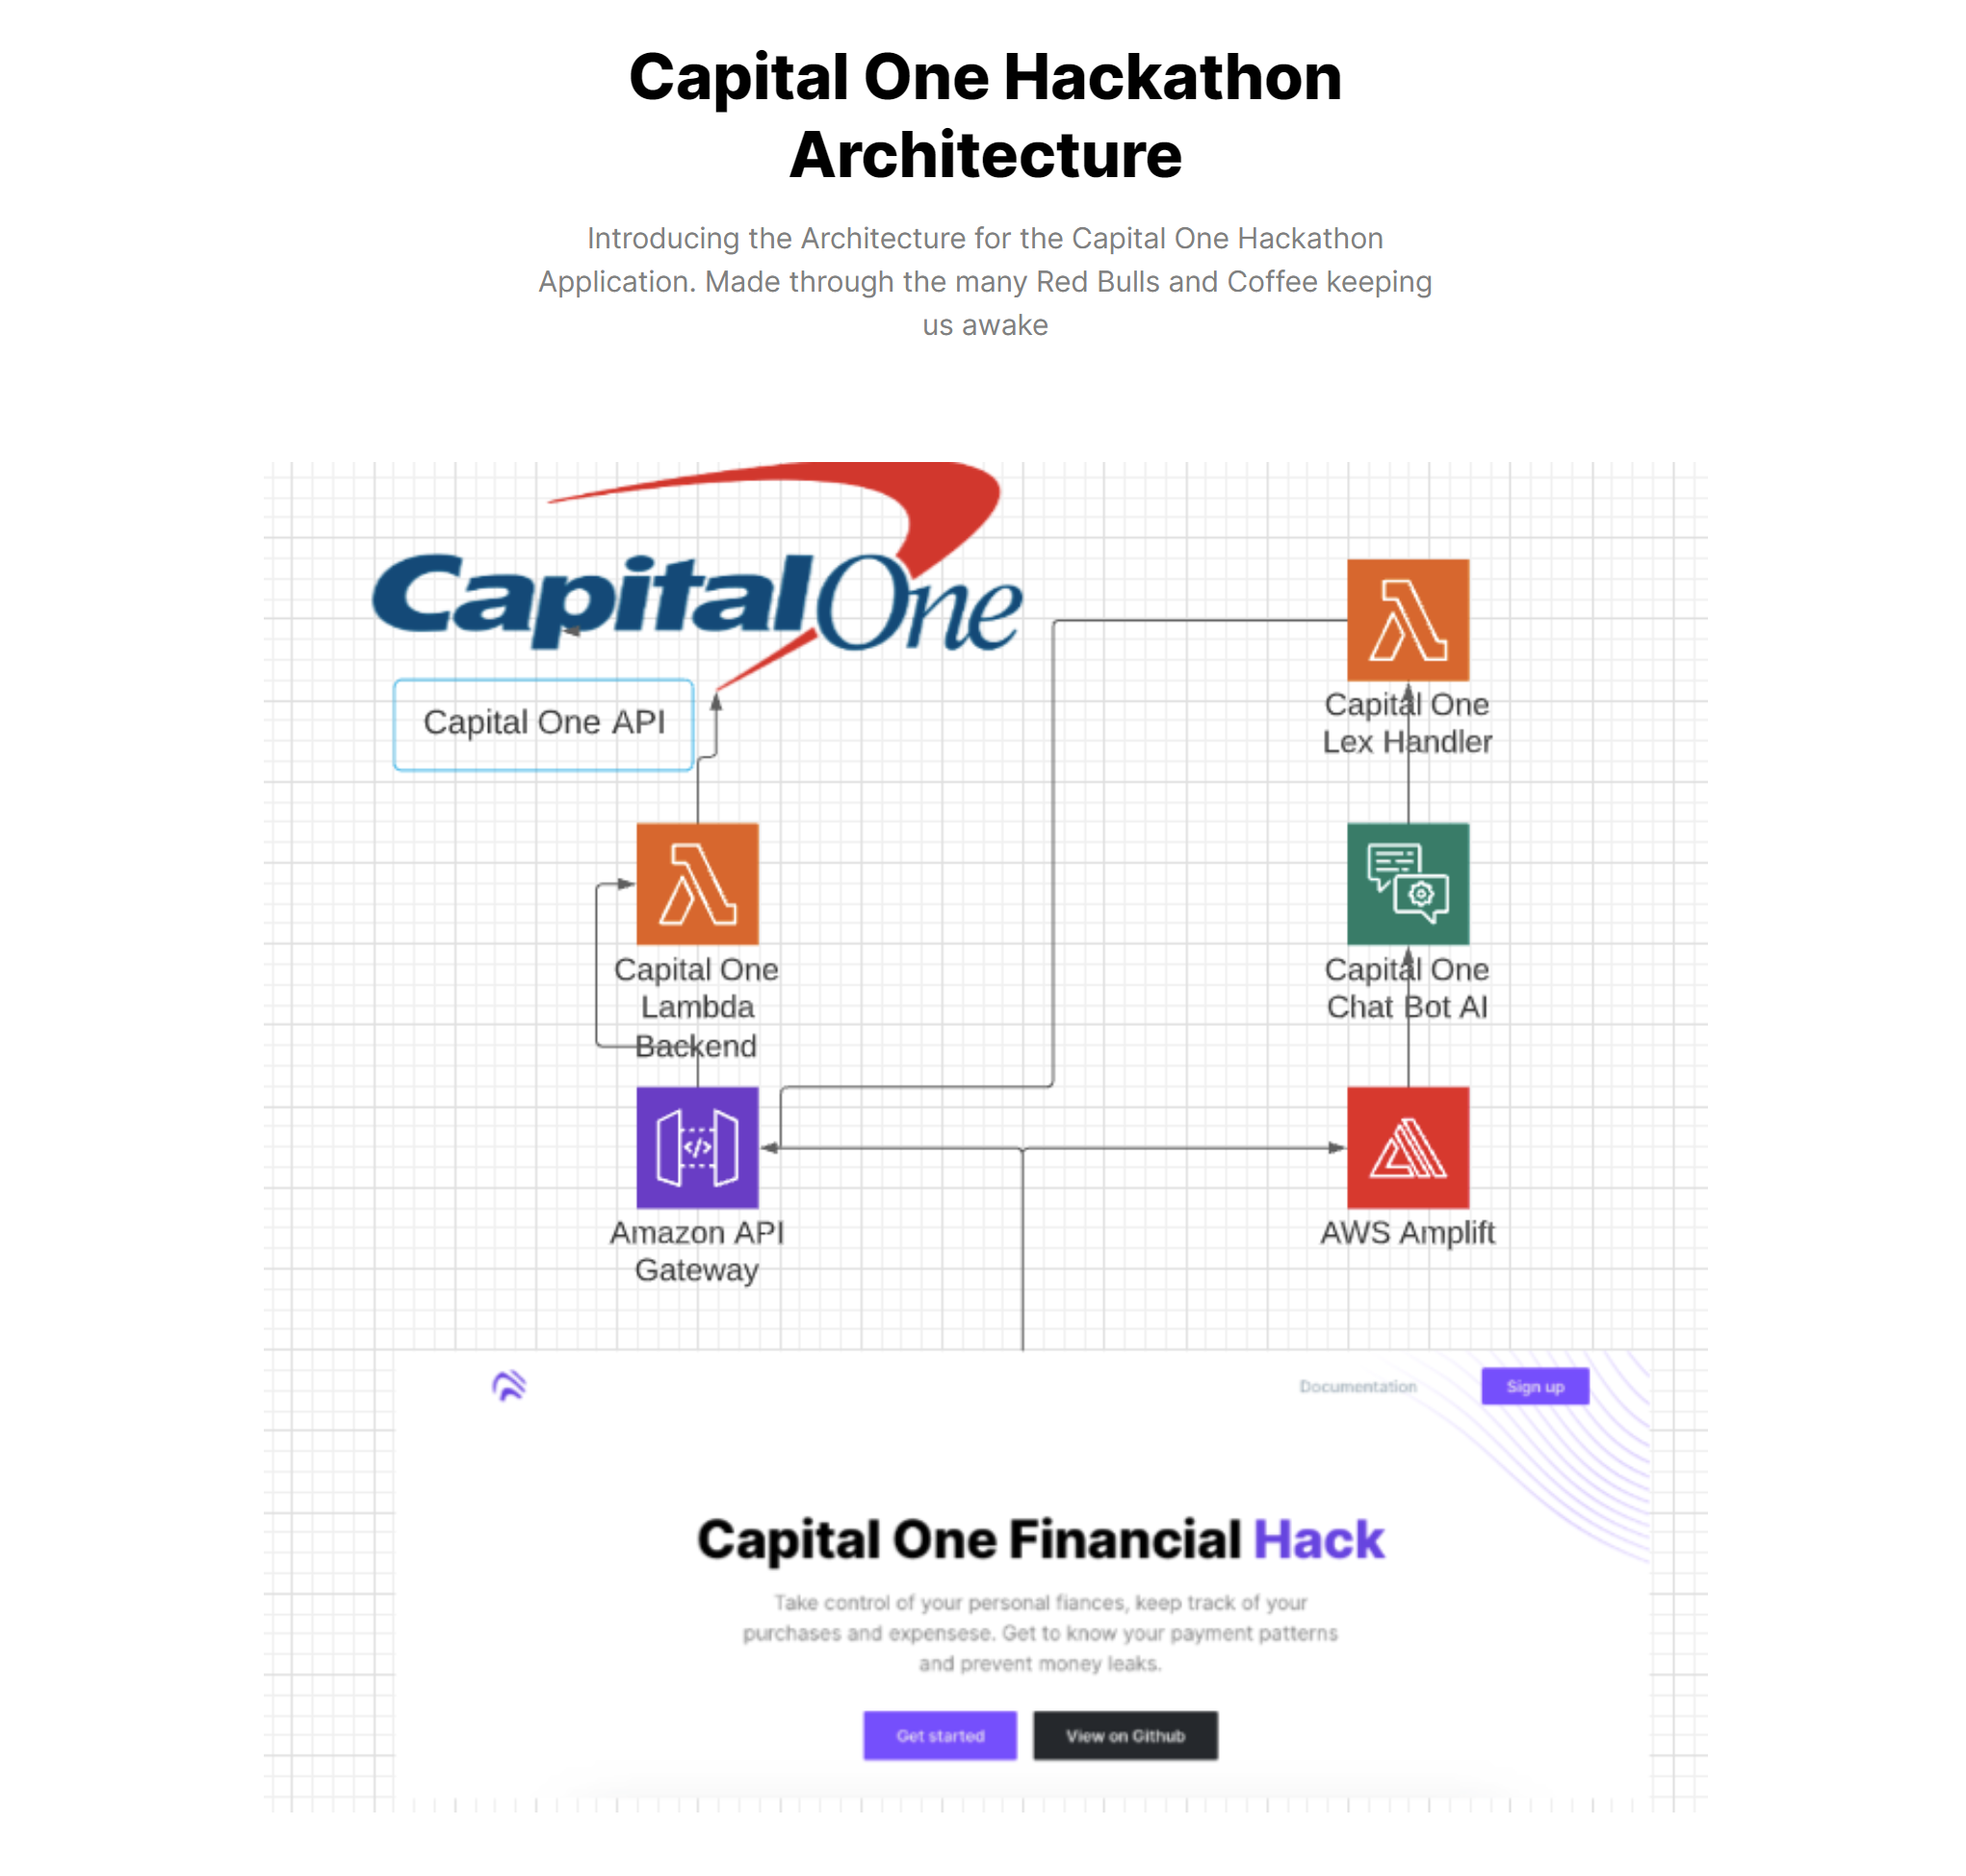 Capital One Hackathon
Architecture
Introducing the Architecture for the Capital One Hackathon
Application. Made through the many Red Bulls and Coffee keeping
us awake
CapitalOne
Capital One API
Capital One
Lex Handler
Capital One
Lambda
Backend
Capital One
Chat Bot AI
</>
Amazon API
Gateway
AWS Amplift
Documentation
Sign up
Capital One Financial Hack
Take control of your personal fiances, keep track of your
purchases and expensese. Get to know your payment patterns
and prevent money leaks.
Get started
View on Github